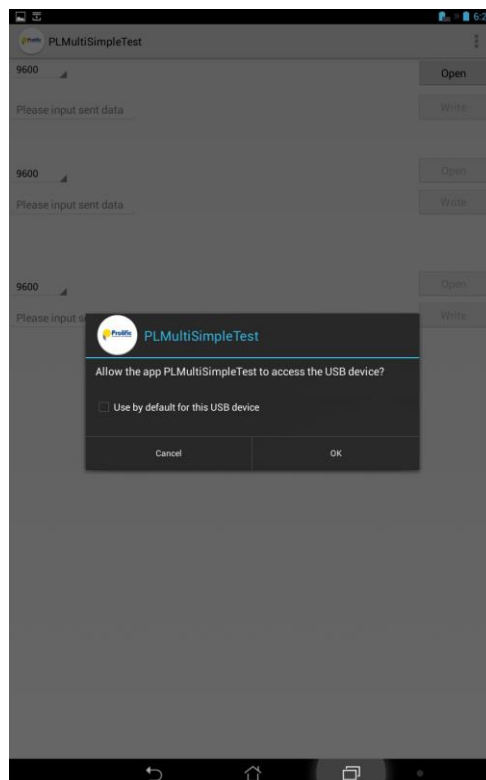 6:2
PLMultiSimpleTest
9600
Open
Please input sent data
Write
9600
Open
Please input sent data
Write
9600
Open
Please input s
Write
Prolific
PLMultiSimpleTest
Allow the app PLMultiSimpleTest to access the USB device?
Use by default for this USB device
Cancel
OK